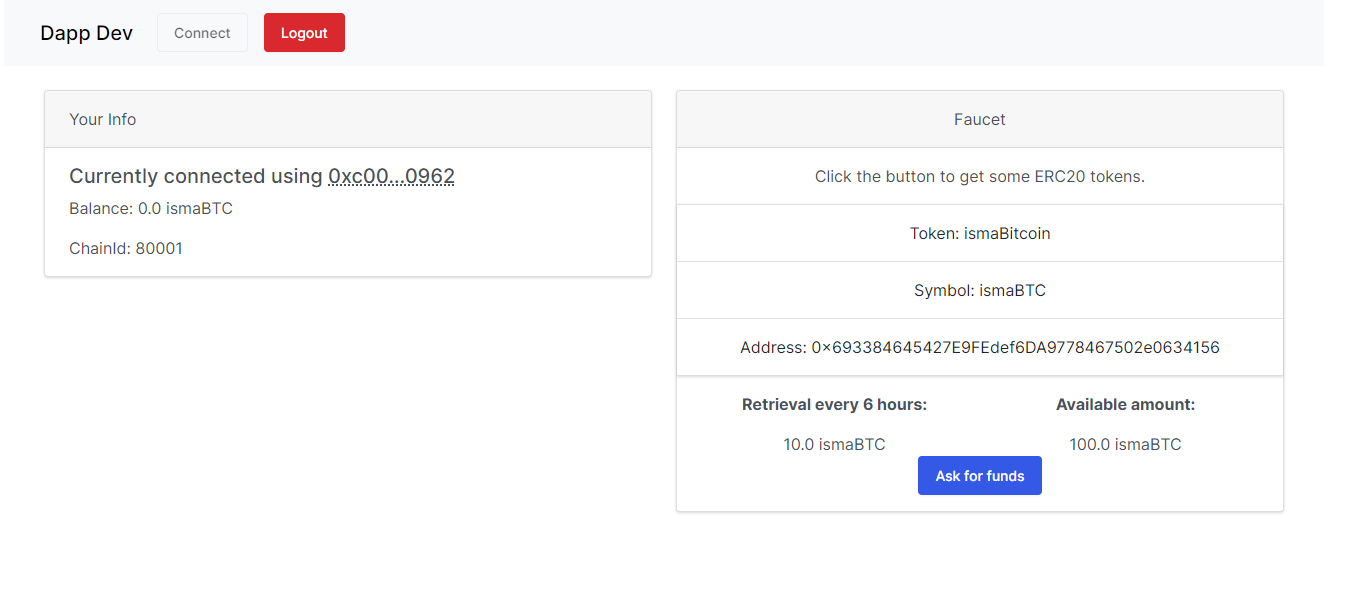 Dapp Dev Connect Logout
Your Info
Currently connected using 0xc00...0962
Balance: 0.0 ismaBTC
ChainId: 80001
Faucet
Click the button to get some ERC20 tokens.
Token: ismaBitcoin
Symbol: ismaBTC
Address: 0x693384645427E9FEdef6DA9778467502e0634156
Retrieval every 6 hours: Available amount:
10.0 ismaBTC 100.0 ismaBTC
Ask for funds